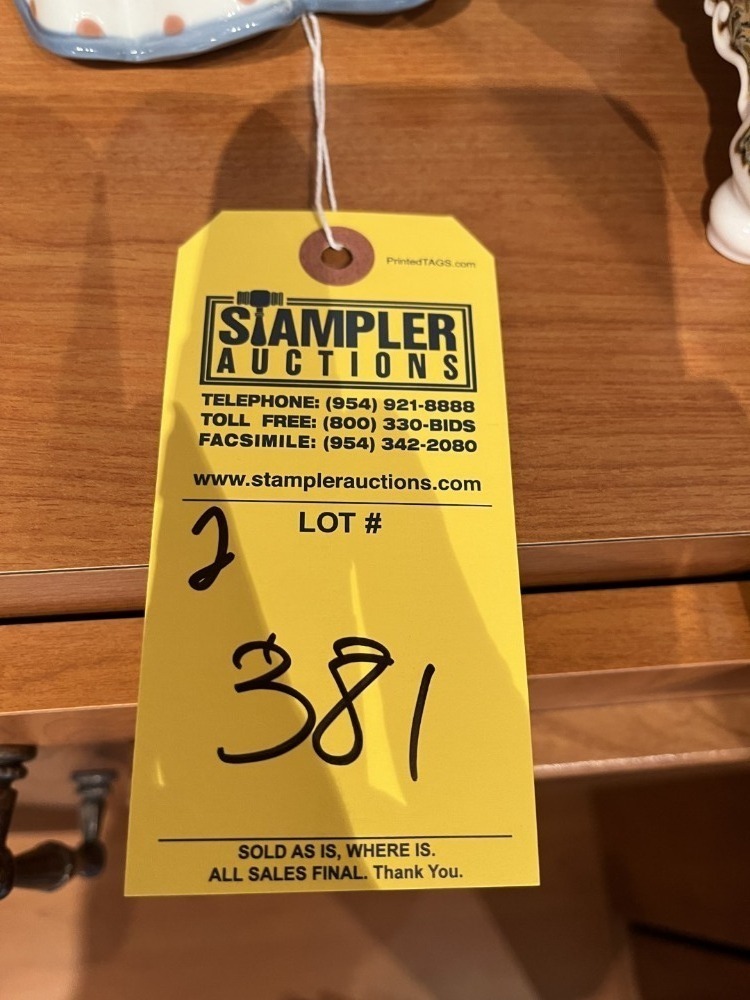 PrintedTAGS.com
STAMPLER
AUCTIONS
TELEPHONE: (954) 921-8888
TOLL FREE: (800) 330-BIDS
FACSIMILE: (954) 342-2080
www.stamplerauctions.com
LOT #
2
381
SOLD AS IS, WHERE IS.
ALL SALES FINAL. Thank You.